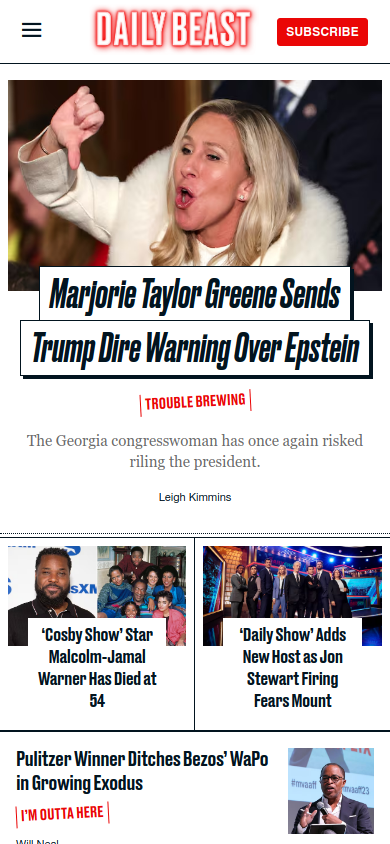 DAILY BEAST
SUBSCRIBE
Marjorie Taylor Greene Sends
Trump Dire Warning Over Epstein
TROUBLE BREWING
The Georgia congresswoman has once again risked
riling the president.
Leigh Kimmins
'Cosby Show' Star
Malcolm-Jamal
Warner Has Died at
54
'Daily Show' Adds
New Host as Jon
Stewart Firing
Fears Mount
Pulitzer Winner Ditches Bezos' WaPo
in Growing Exodus
I'M OUTTA HERE
#mvaaff
#mvaaff23